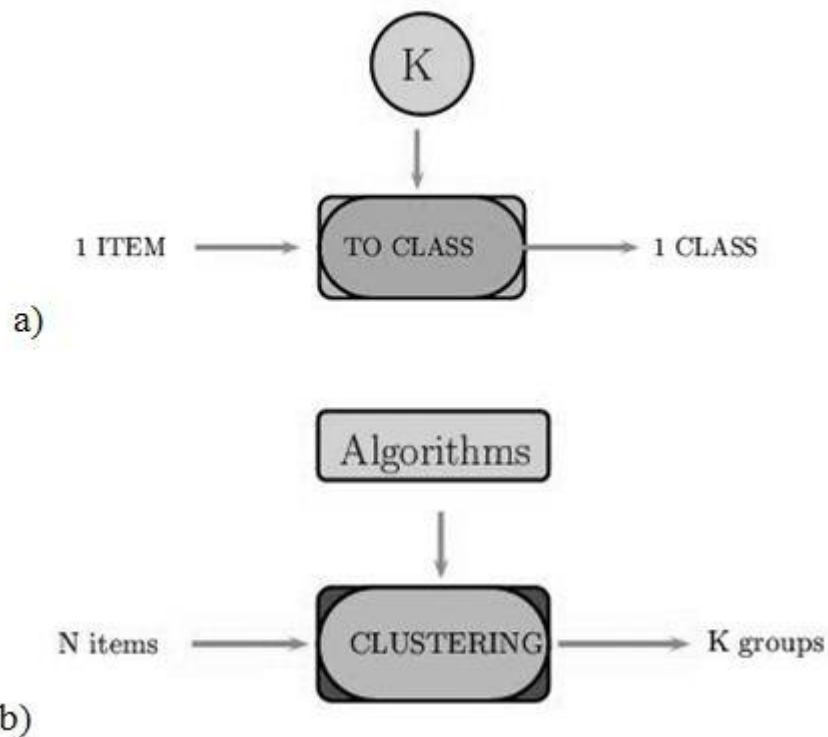 K
1 ITEM TO CLASS 1 CLASS
a)
Algorithms
N items CLUSTERING K groups
b)